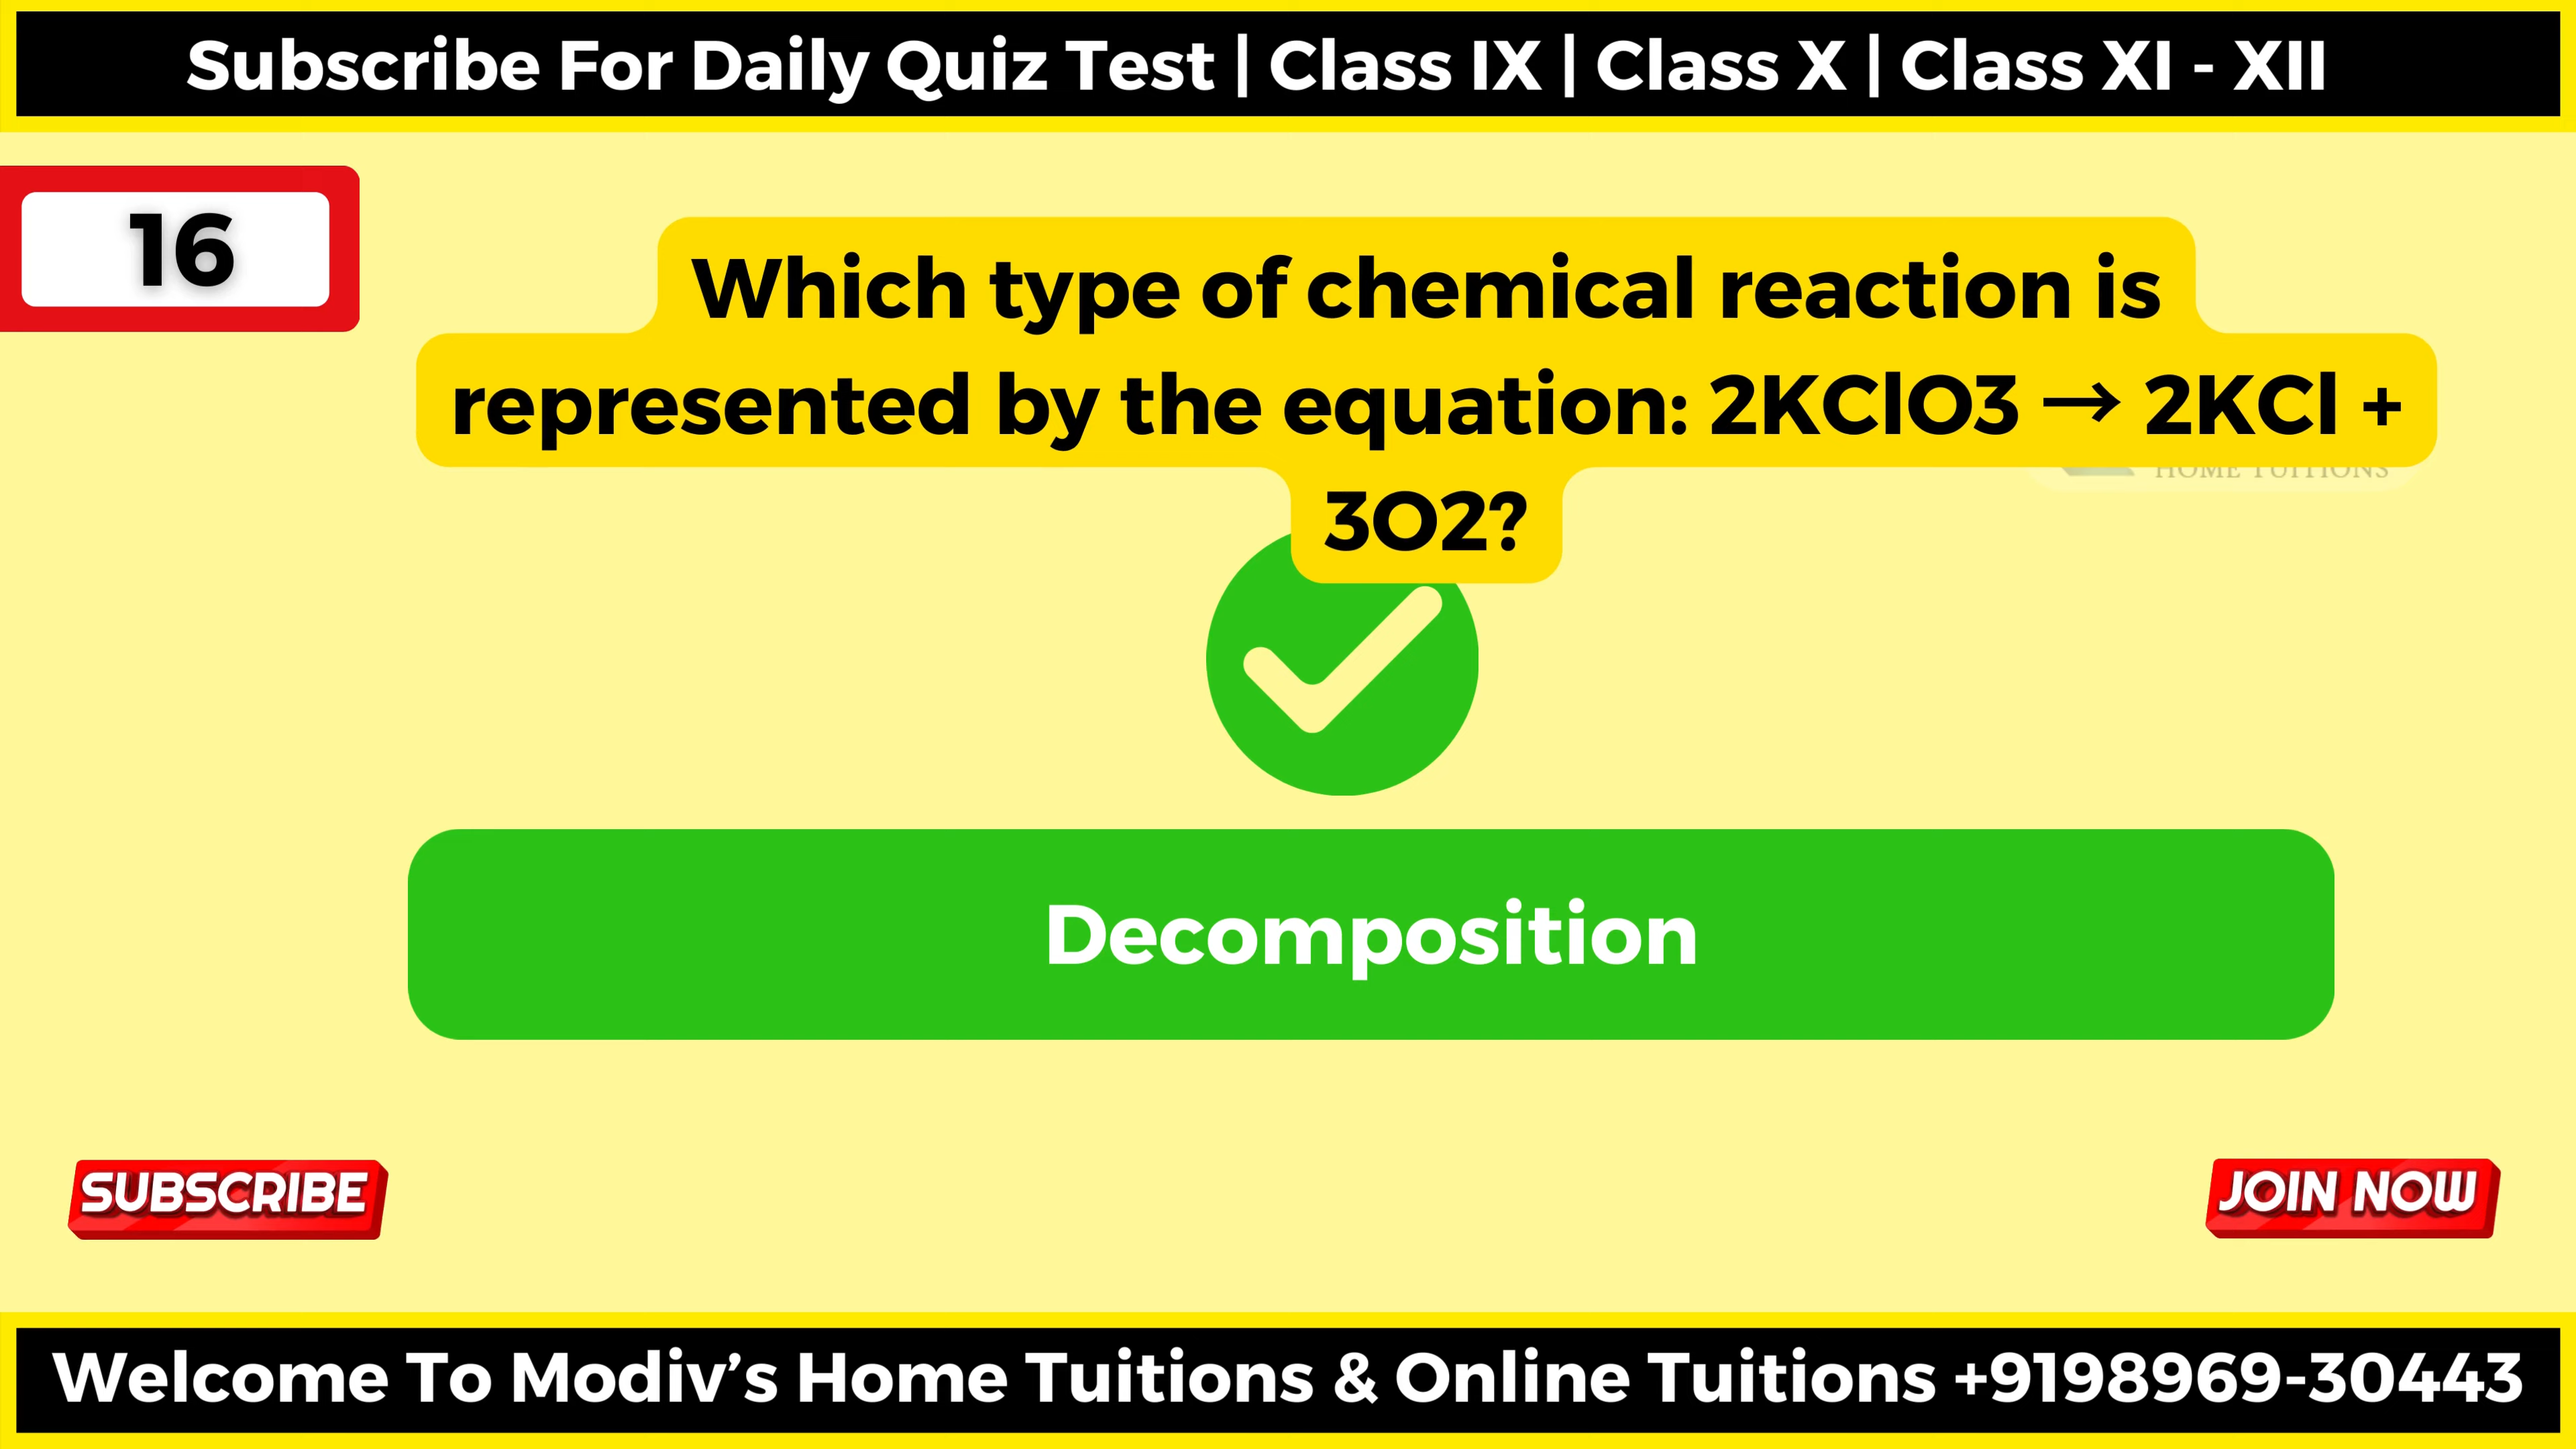 Subscribe For Daily Quiz Test | Class IX | Class X | Class XI - XII
16
Which type of chemical reaction is
represented by the equation: 2KClO3 → 2KCl +
3O2?
HOME TUITIONS
Decomposition
SUBSCRIBE
JOIN NOW
Welcome To Modiv’s Home Tuitions & Online Tuitions +9198969-30443